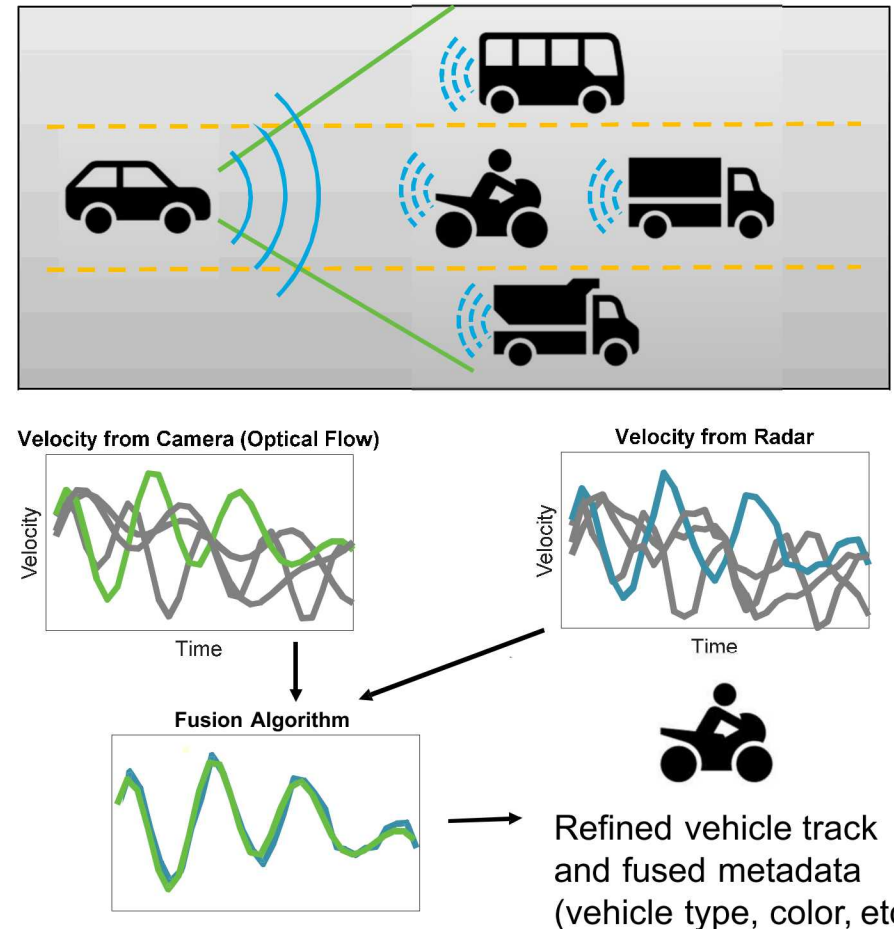 Velocity from Camera (Optical Flow)
Velocity
Time
Velocity from Radar
Velocity
Time
Fusion Algorithm
Refined vehicle track
and fused metadata
(vehicle type, color, etc